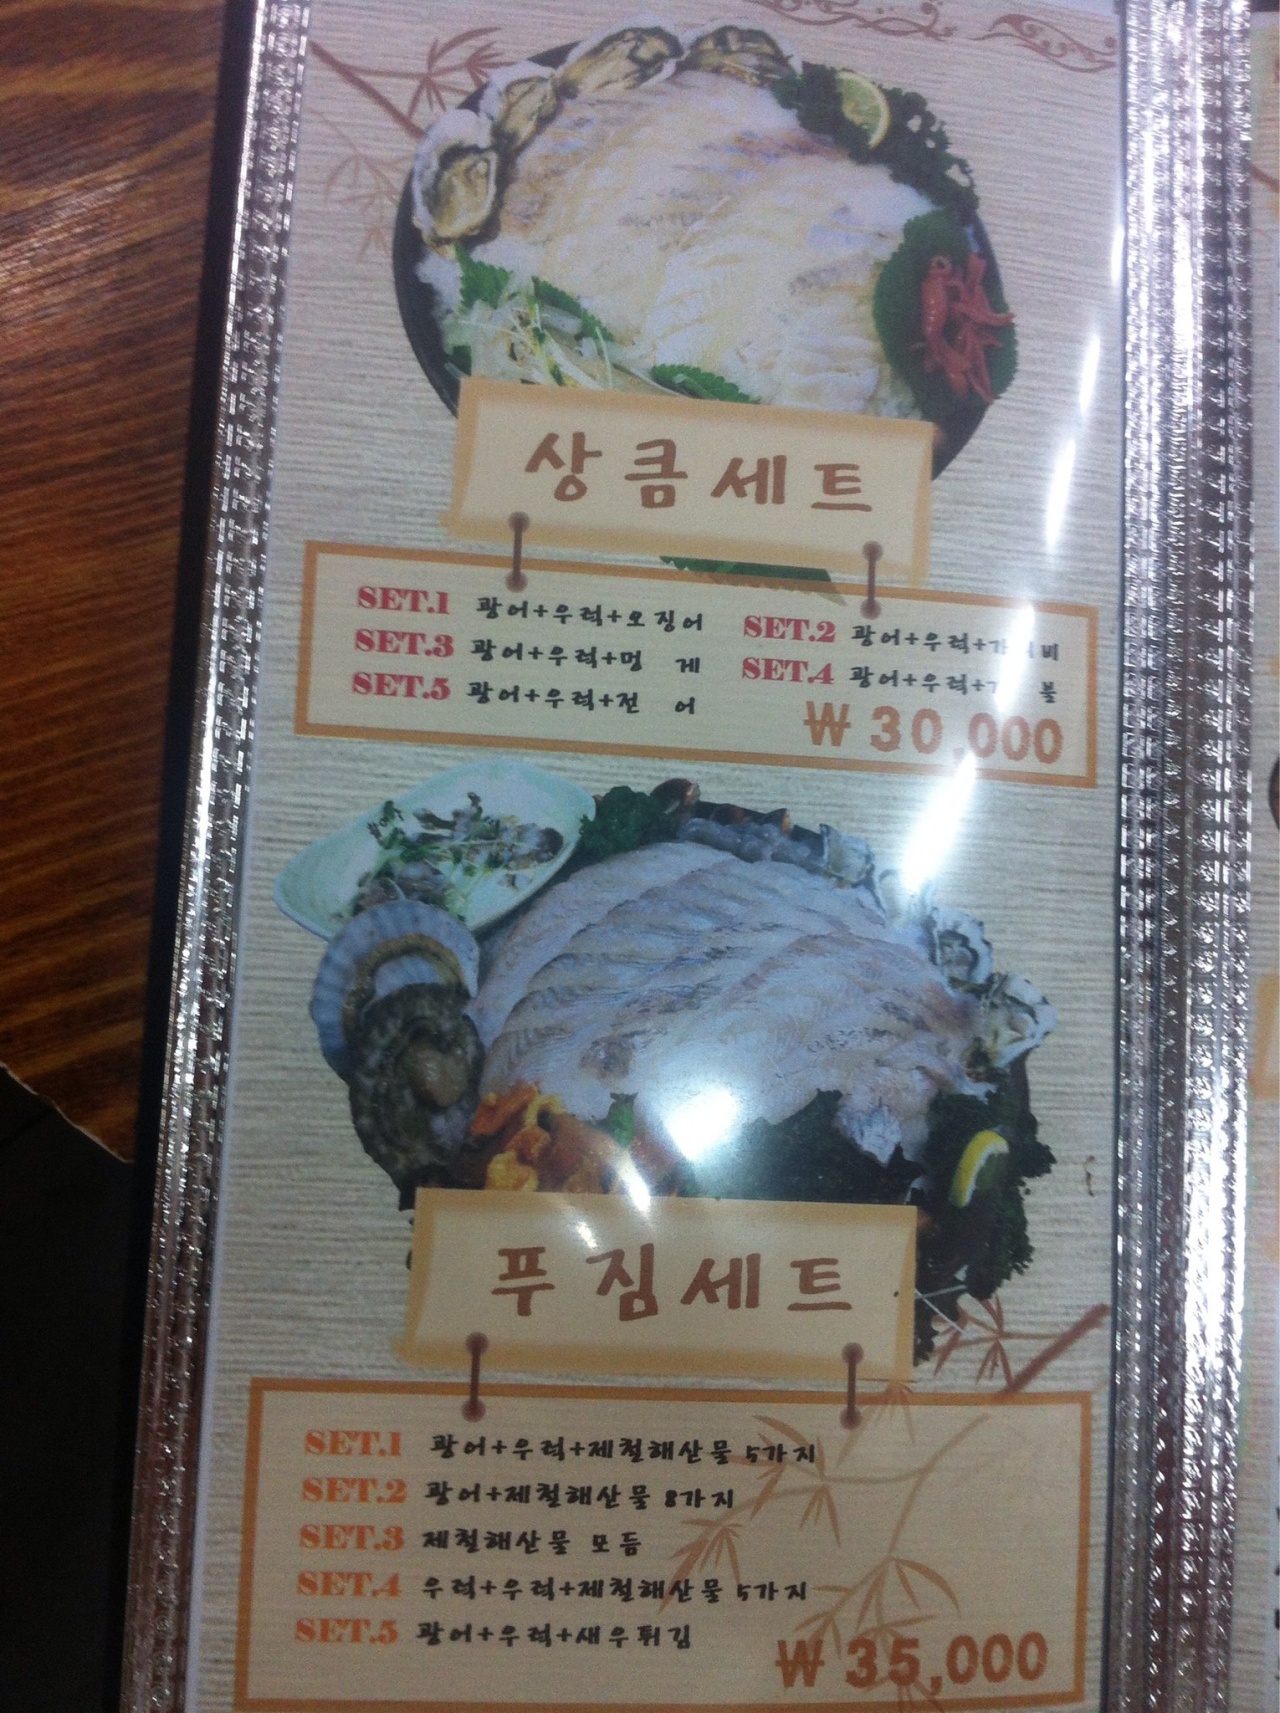 상큼세트
SET.1 광어+우럭+오징어
SET.2 광어+우럭+가리비
SET.3 광어+우럭+멍 게
SET.4 광어+우럭+ 불
SET.5 광어+우럭+전 어
₩30,000
푸짐세트
SET.1 광어+우럭+제철해산물 5가지
SET.2 광어+제철해산물 8가지
SET.3 제철해산물 모듬
SET.4 우럭+우럭+제철해산물 5가지
SET.5 광어+우럭+새우튀김
₩35,000